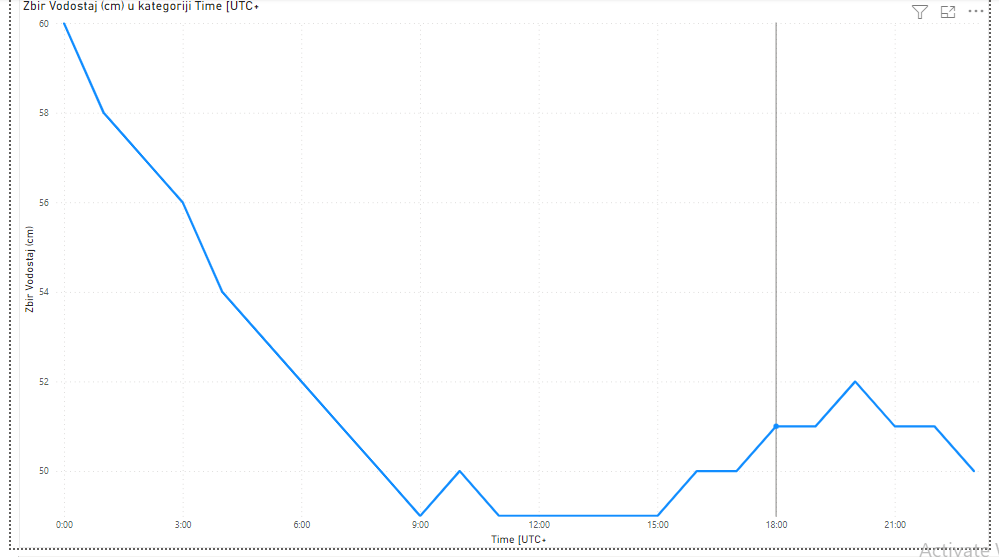 Zbir Vodostaj (cm) u kategoriji Time [UTC+
60
58
56
54
52
50
Zbir Vodostaj (cm)
0:00 3:00 6:00 9:00 12:00 15:00 18:00 21:00
Time [UTC+
Activate